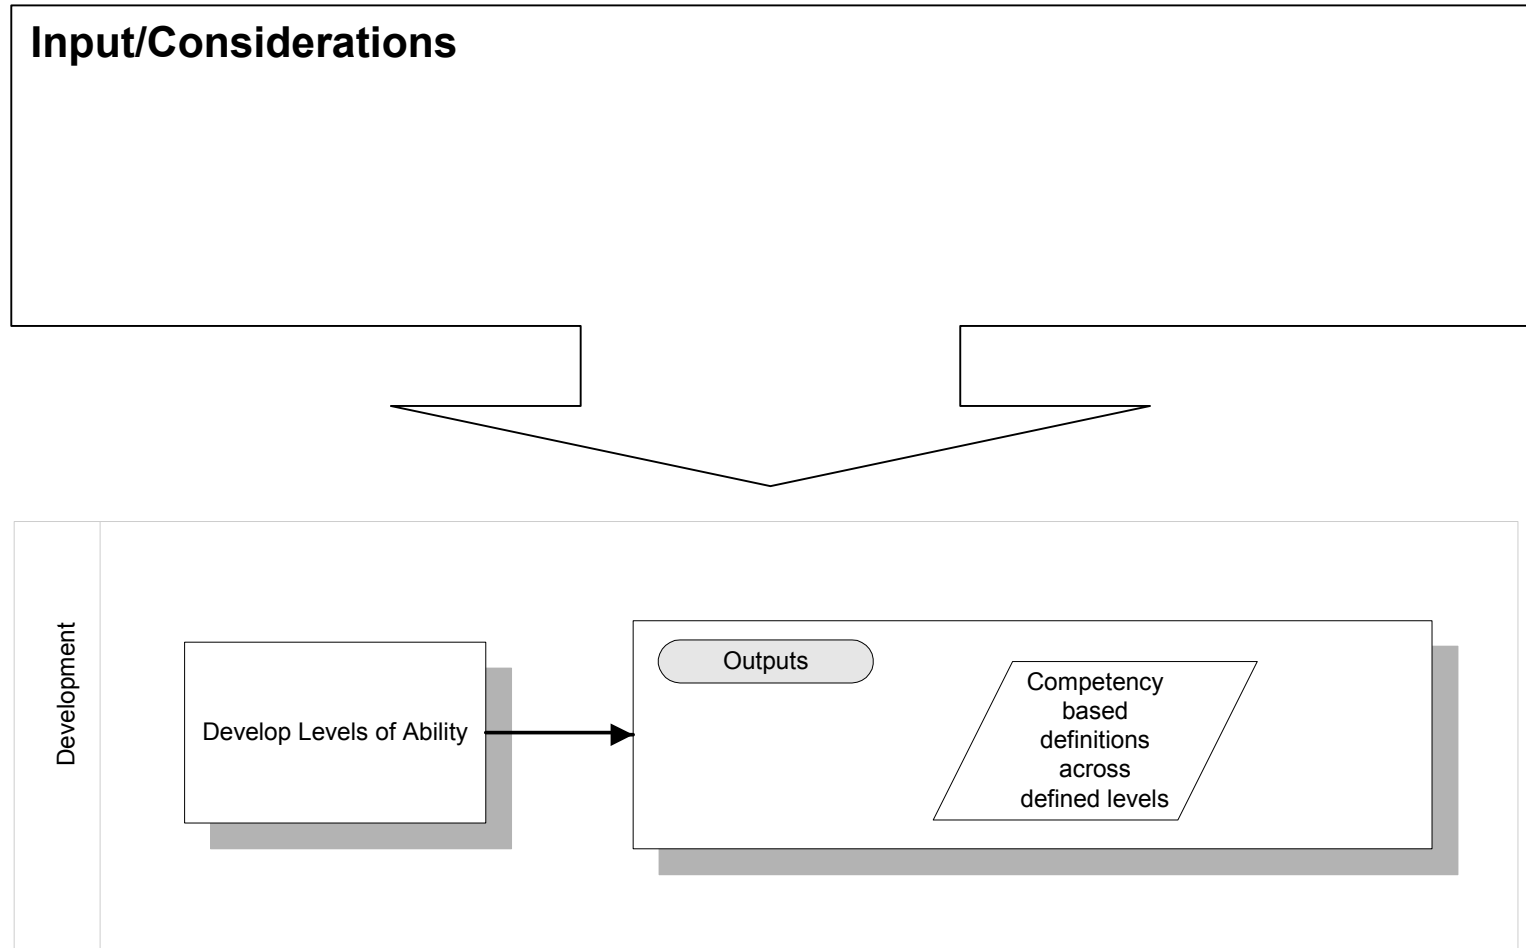 Input/Considerations
Development
Develop Levels of Ability
Outputs
Competency
based
definitions
across
defined levels